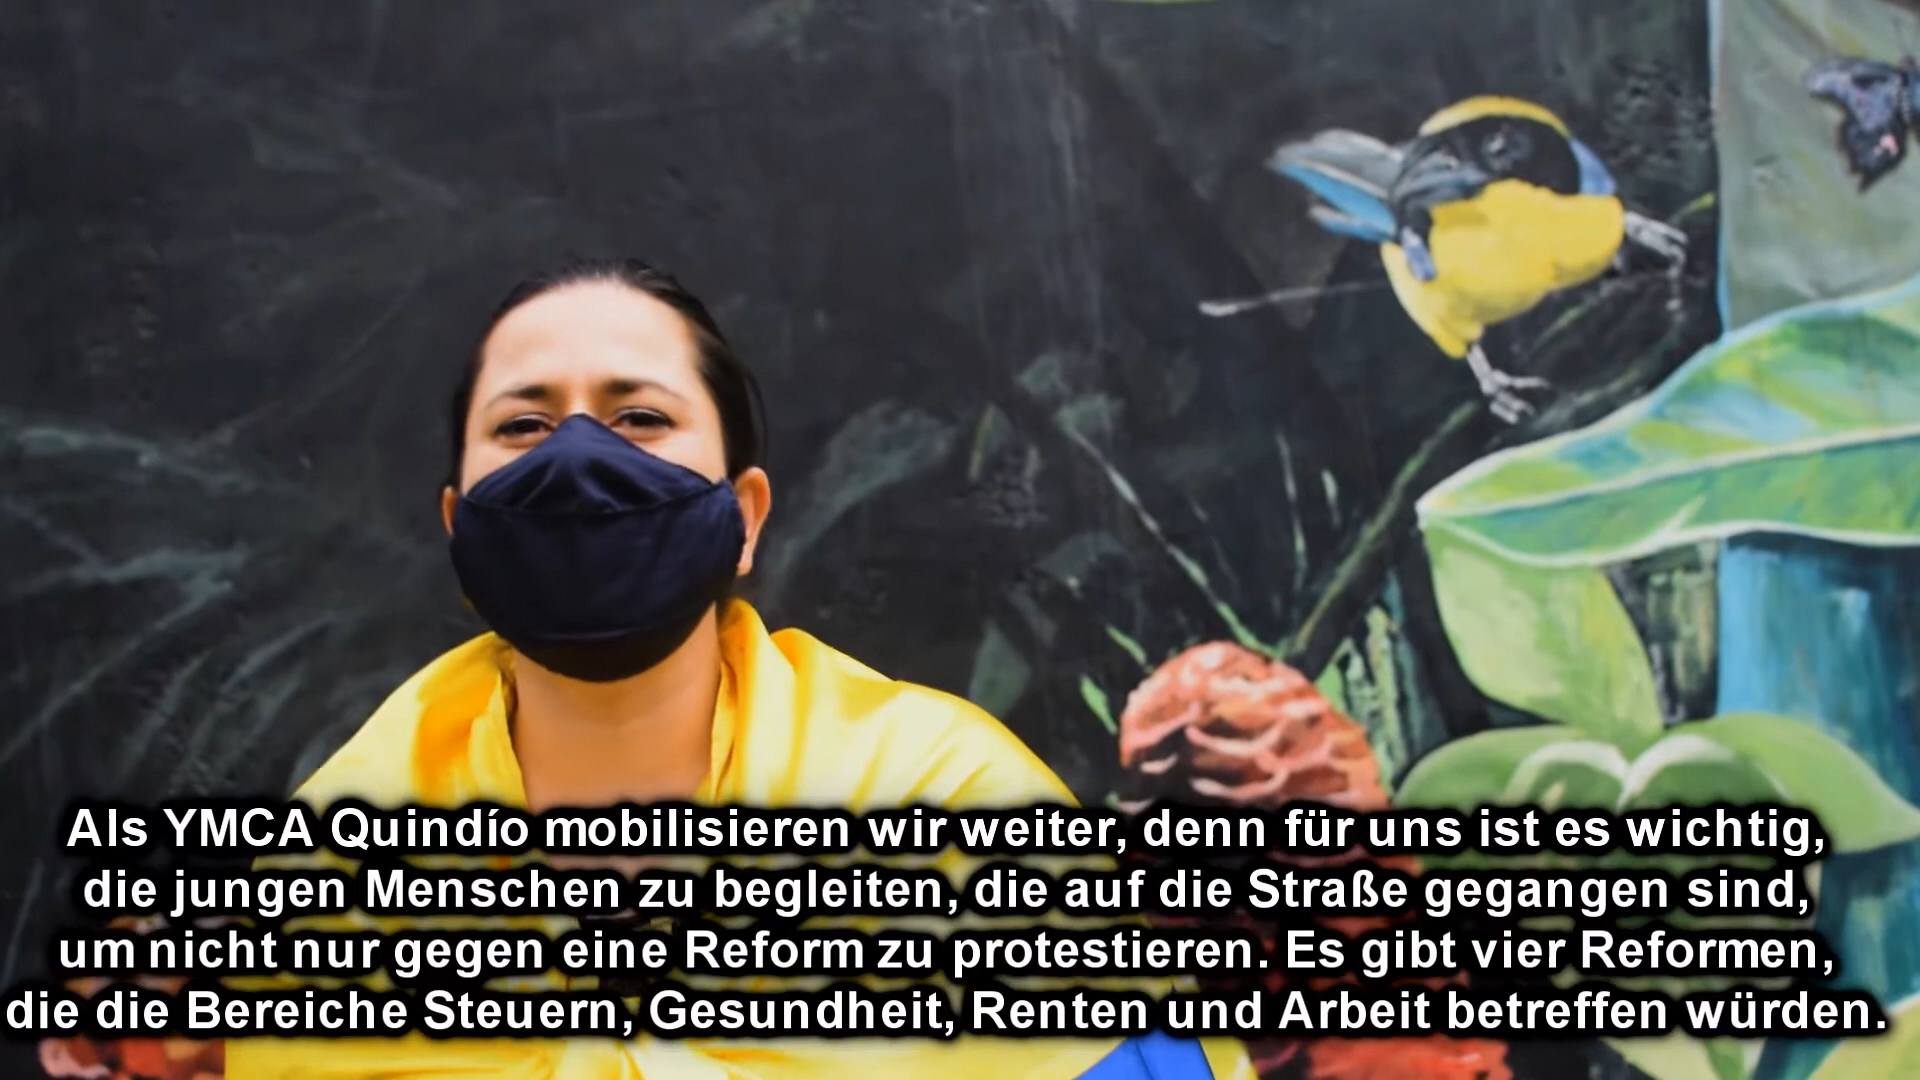 Als YMCA Quindío mobilisieren wir weiter, denn für uns ist es wichtig,
die jungen Menschen zu begleiten, die auf die Straße gegangen sind,
um nicht nur gegen eine Reform zu protestieren. Es gibt vier Reformen,
die die Bereiche Steuern, Gesundheit, Renten und Arbeit betreffen würden.